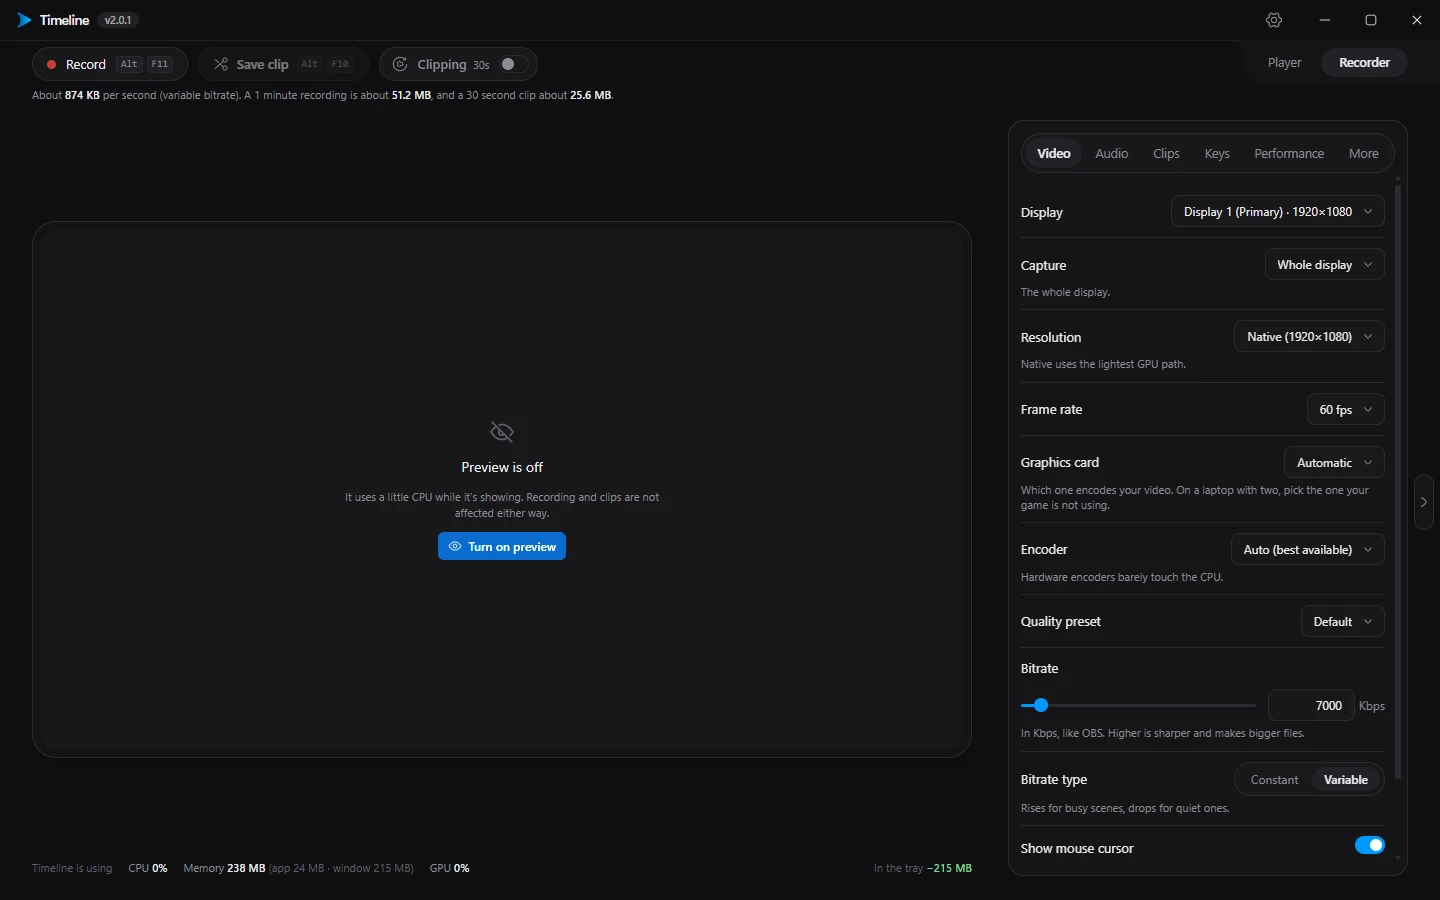 Timeline v2.0.1
Record Alt F11 Save clip Alt F10 Clipping 30s
Player Recorder
About 874 KB per second (variable bitrate). A 1 minute recording is about 51.2 MB, and a 30 second clip about 25.6 MB.
Video Audio Clips Keys Performance More
Display Display 1 (Primary) · 1920×1080
Capture Whole display
The whole display.
Resolution Native (1920×1080)
Native uses the lightest GPU path.
Frame rate 60 fps
Graphics card Automatic
Which one encodes your video. On a laptop with two, pick the one your
game is not using.
Encoder Auto (best available)
Hardware encoders barely touch the CPU.
Quality preset Default
Bitrate
7000 Kbps
In Kbps, like OBS. Higher is sharper and makes bigger files.
Bitrate type Constant Variable
Rises for busy scenes, drops for quiet ones.
Show mouse cursor
Preview is off
It uses a little CPU while it's showing. Recording and clips are not
affected either way.
Turn on preview
Timeline is using CPU 0% Memory 238 MB (app 24 MB · window 215 MB) GPU 0%
In the tray −215 MB